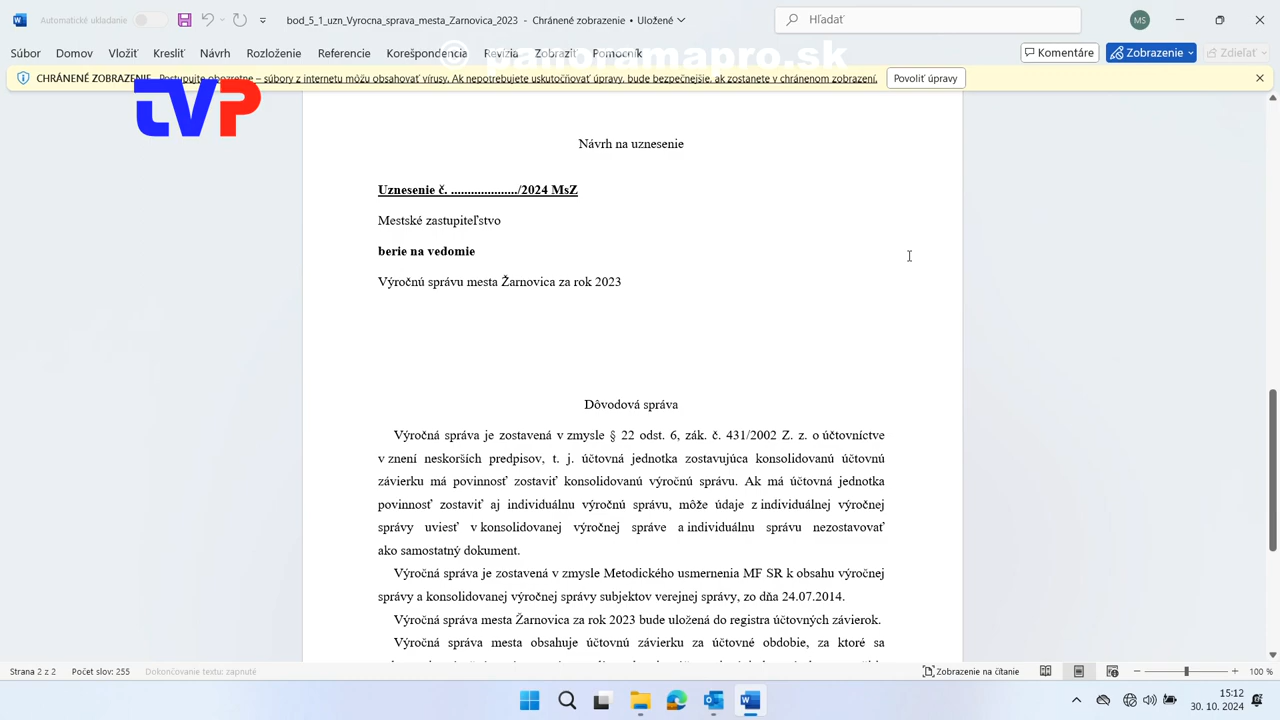 Automatické ukladanie
bod_5_1_uzn_Vyrocna_sprava_mesta_Zarnovica_2023 - Chránené zobrazenie • Uložené
Hľadať
MS
Súbor Domov Vložiť Kresliť Návrh Rozloženie Referencie Korešpondencia Revízia Zobraziť Pomocník
Komentáre Zobrazenie Zdieľať
CHRÁNENÉ ZOBRAZENIE Postupujte obozretne – súbory z internetu môžu obsahovať vírusy. Ak nepotrebujete uskutočňovať úpravy, bude bezpečnejšie, ak zostanete v chránenom zobrazení. Povoliť úpravy
TVP
Návrh na uznesenie
Uznesenie č. ..................../2024 MsZ
Mestské zastupiteľstvo
berie na vedomie
Výročnú správu mesta Žarnovica za rok 2023
Dôvodová správa
Výročná správa je zostavená v zmysle § 22 odst. 6, zák. č. 431/2002 Z. z. o účtovníctve
v znení neskorších predpisov, t. j. účtovná jednotka zostavujúca konsolidovanú účtovnú
závierku má povinnosť zostaviť konsolidovanú výročnú správu. Ak má účtovná jednotka
povinnosť zostaviť aj individuálnu výročnú správu, môže údaje z individuálnej výročnej
správy uviesť v konsolidovanej výročnej správe a individuálnu správu nezostavovať
ako samostatný dokument.
Výročná správa je zostavená v zmysle Metodického usmernenia MF SR k obsahu výročnej
správy a konsolidovanej výročnej správy subjektov verejnej správy, zo dňa 24.07.2014.
Výročná správa mesta Žarnovica za rok 2023 bude uložená do registra účtovných závierok.
Výročná správa mesta obsahuje účtovnú závierku za účtovné obdobie, za ktoré sa
Strana 2 z 2 Počet slov: 255 Dokončovanie textu: zapnuté
Zobrazenie na čítanie
100 %
15:12
30. 10. 2024